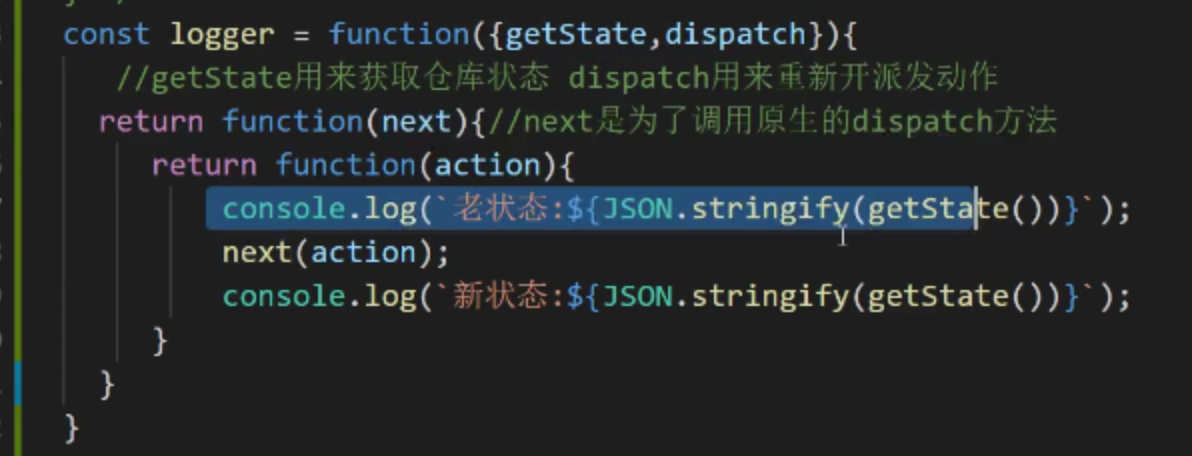 const logger = function({getState,dispatch}){
//getState用来获取仓库状态 dispatch用来重新开派发动作
return function(next){//next是为了调用原生的dispatch方法
return function(action){
console.log(`老状态:${JSON.stringify(getState())}`);
next(action);
console.log(`新状态:${JSON.stringify(getState())}`);
}
}
}